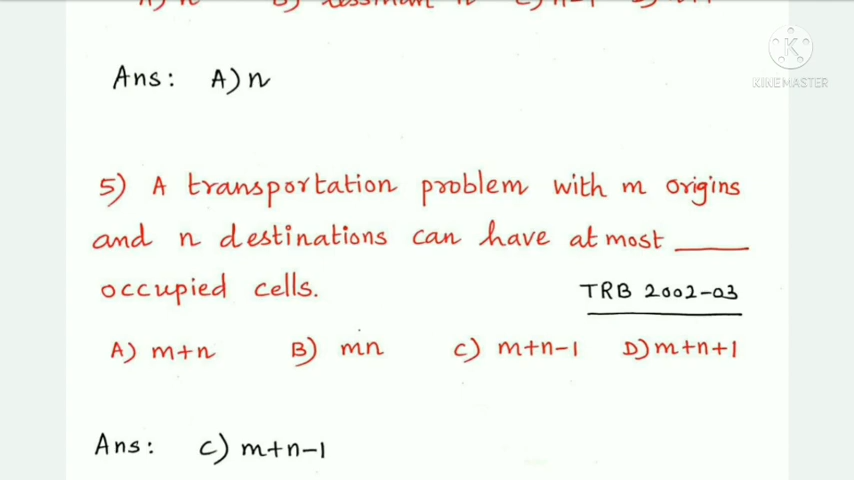 Ans: A) n
KINEMASTER
5) A transportation problem with m origins
and n destinations can have at most ____
occupied cells.
TRB 2002-03
A) m+n B) mn C) m+n-1 D) m+n+1
Ans: C) m+n-1